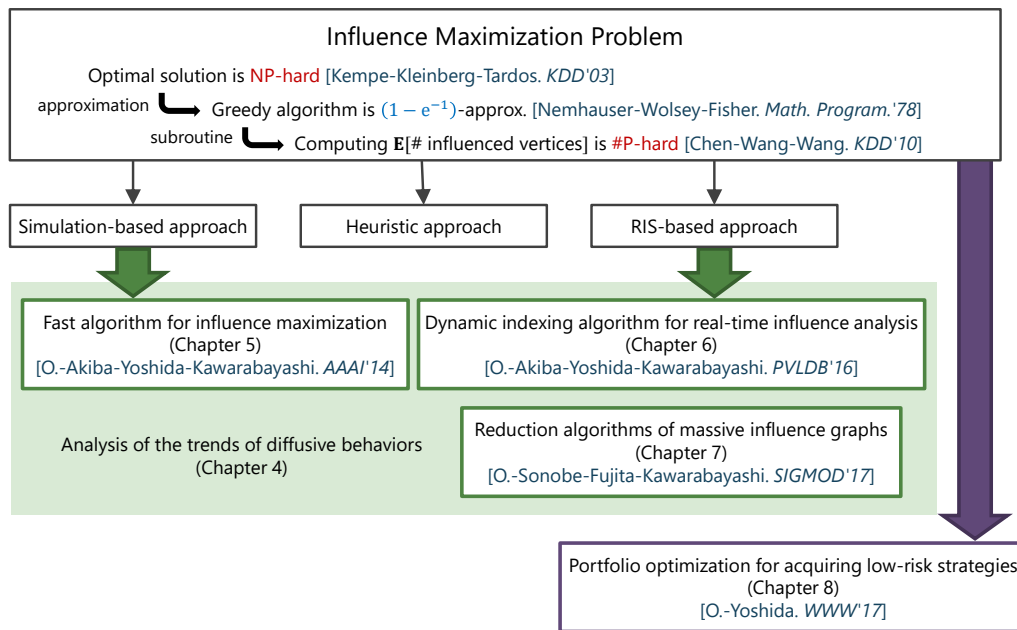 Influence Maximization Problem
Optimal solution is NP-hard [Kempe-Kleinberg-Tardos. KDD'03]
approximation
Greedy algorithm is (1 − e⁻¹)-approx. [Nemhauser-Wolsey-Fisher. Math. Program.'78]
subroutine
Computing E[# influenced vertices] is #P-hard [Chen-Wang-Wang. KDD'10]
Simulation-based approach
Heuristic approach
RIS-based approach
Fast algorithm for influence maximization
(Chapter 5)
[O.-Akiba-Yoshida-Kawarabayashi. AAAI'14]
Dynamic indexing algorithm for real-time influence analysis
(Chapter 6)
[O.-Akiba-Yoshida-Kawarabayashi. PVLDB'16]
Analysis of the trends of diffusive behaviors
(Chapter 4)
Reduction algorithms of massive influence graphs
(Chapter 7)
[O.-Sonobe-Fujita-Kawarabayashi. SIGMOD'17]
Portfolio optimization for acquiring low-risk strategies
(Chapter 8)
[O.-Yoshida. WWW'17]